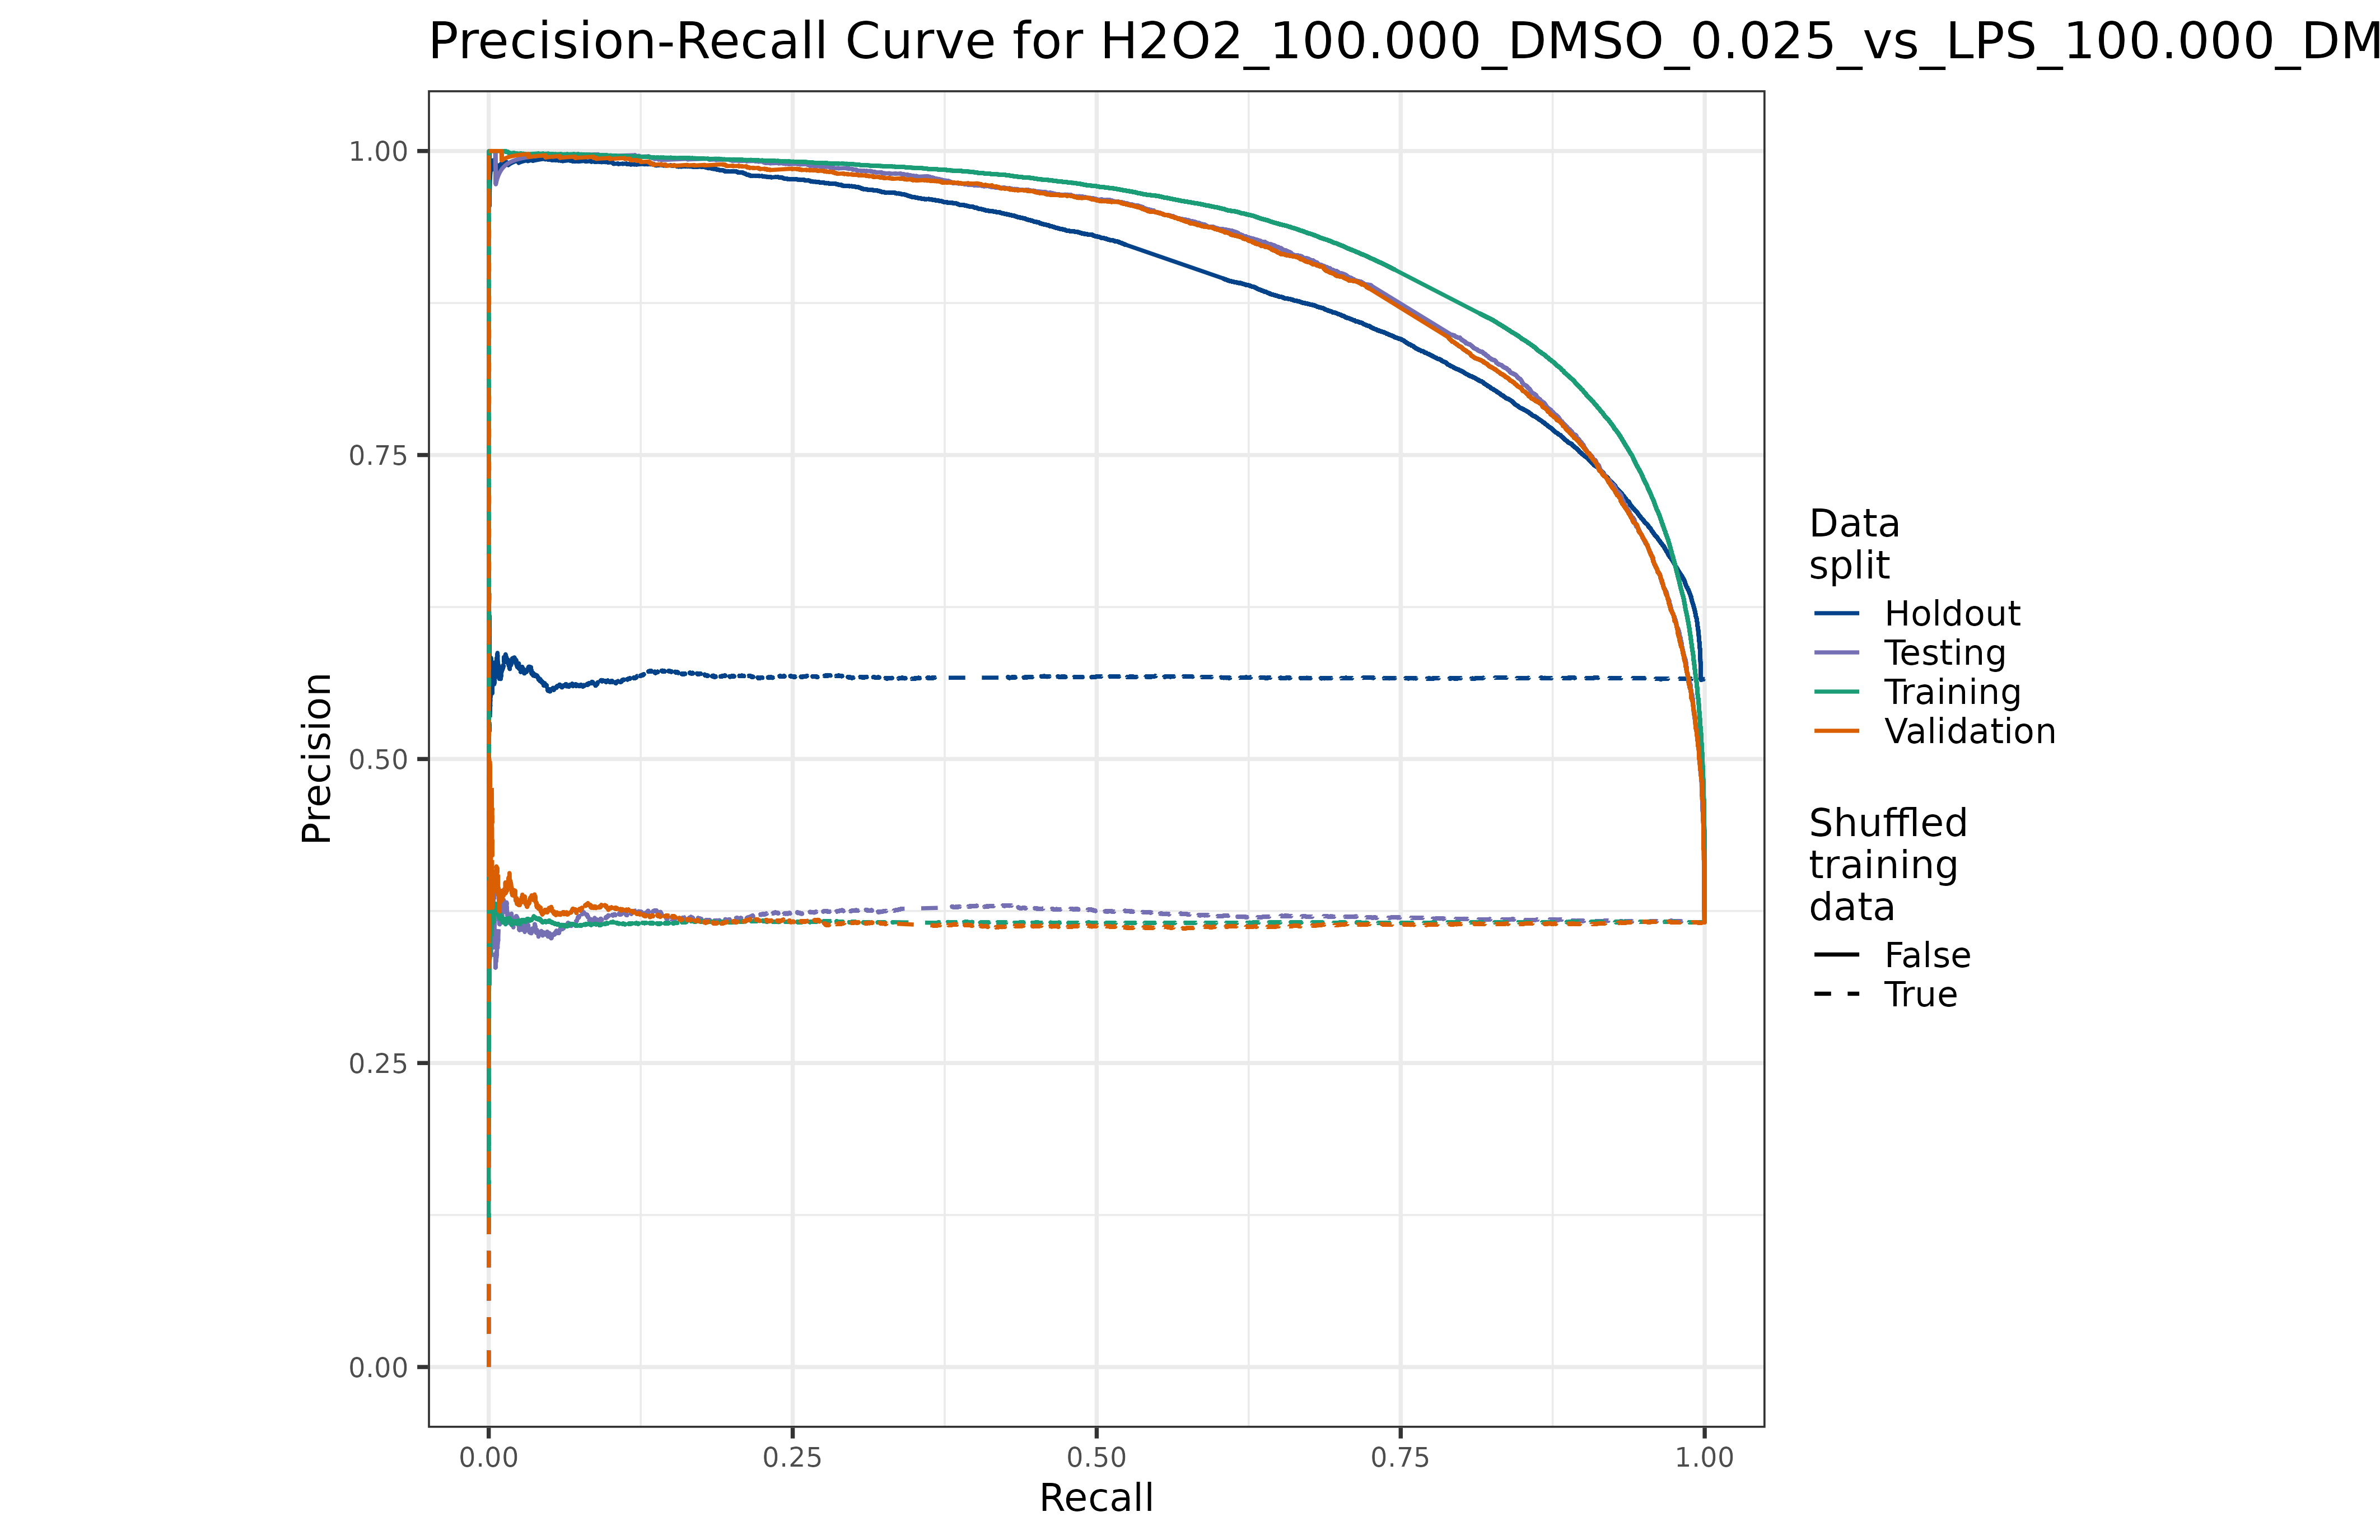 Precision-Recall Curve for H2O2_100.000_DMSO_0.025_vs_LPS_100.000_DM
1.00
0.75
0.50
0.25
0.00
Precision
0.00 0.25 0.50 0.75 1.00
Recall
Data
split
Holdout
Testing
Training
Validation
Shuffled
training
data
False
True